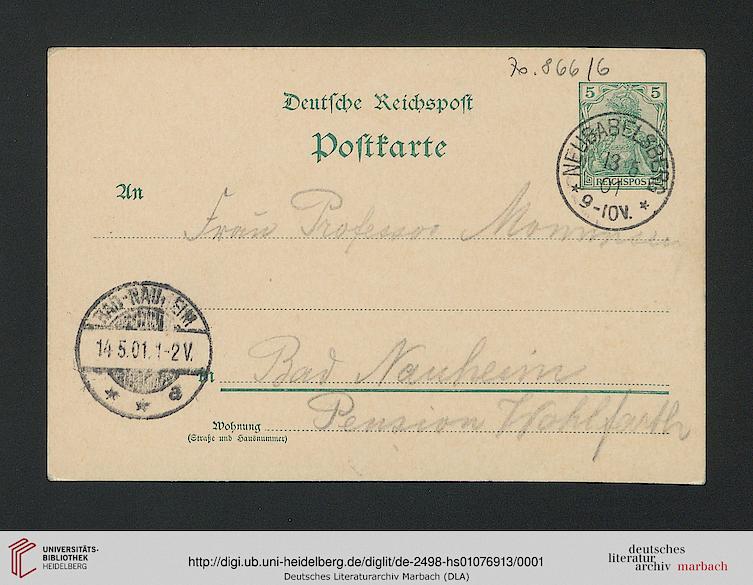 70.866/6
Deutsche Reichspost
5 5
Postkarte
REICHSPOST
NEUBABELSBERG
13 5
01
9-10V.
An Frau Professor Mommsen
BAD-NAUHEIM
14.5.01.1-2V.
a
in Bad Nauheim
Wohnung Pension Wohlfarth
(Straße und Hausnummer)
UNIVERSITÄTS-
BIBLIOTHEK
HEIDELBERG
http://digi.ub.uni-heidelberg.de/diglit/de-2498-hs01076913/0001
Deutsches Literaturarchiv Marbach (DLA)
deutsches
literatur
archiv marbach